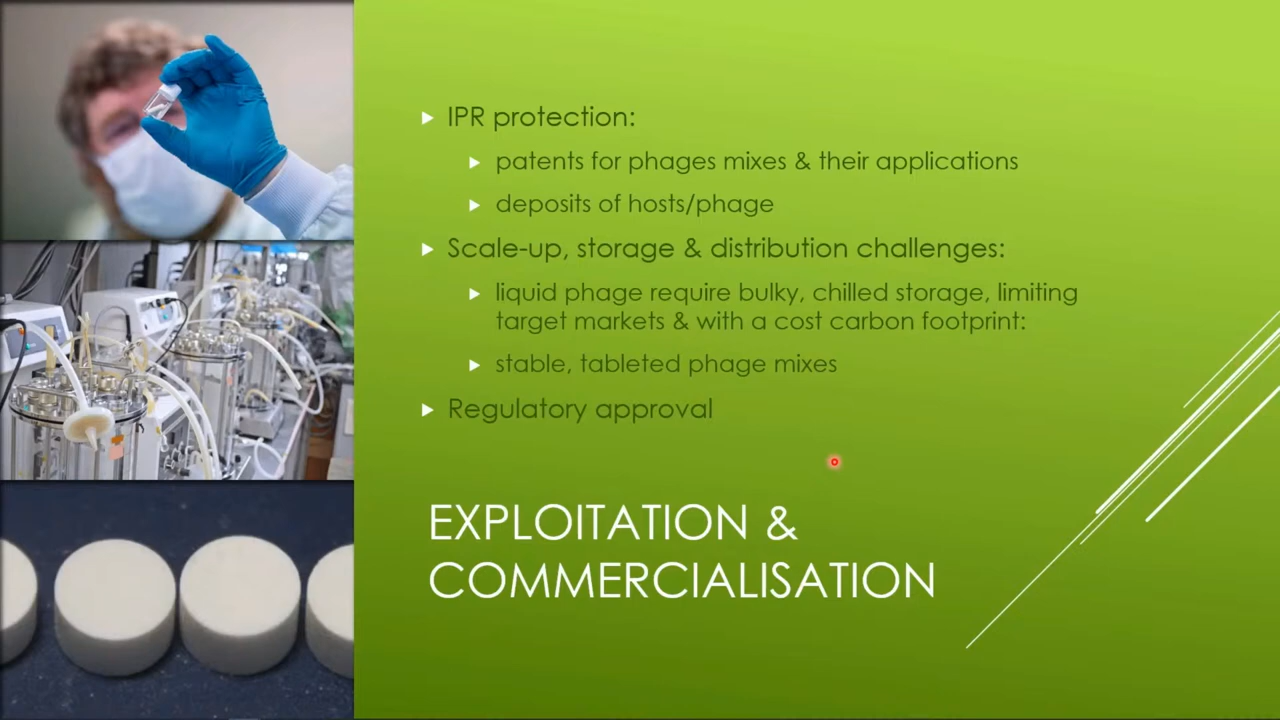 IPR protection:
patents for phages mixes & their applications
deposits of hosts/phage
Scale-up, storage & distribution challenges:
liquid phage require bulky, chilled storage, limiting
target markets & with a cost carbon footprint:
stable, tableted phage mixes
Regulatory approval
EXPLOITATION &
COMMERCIALISATION